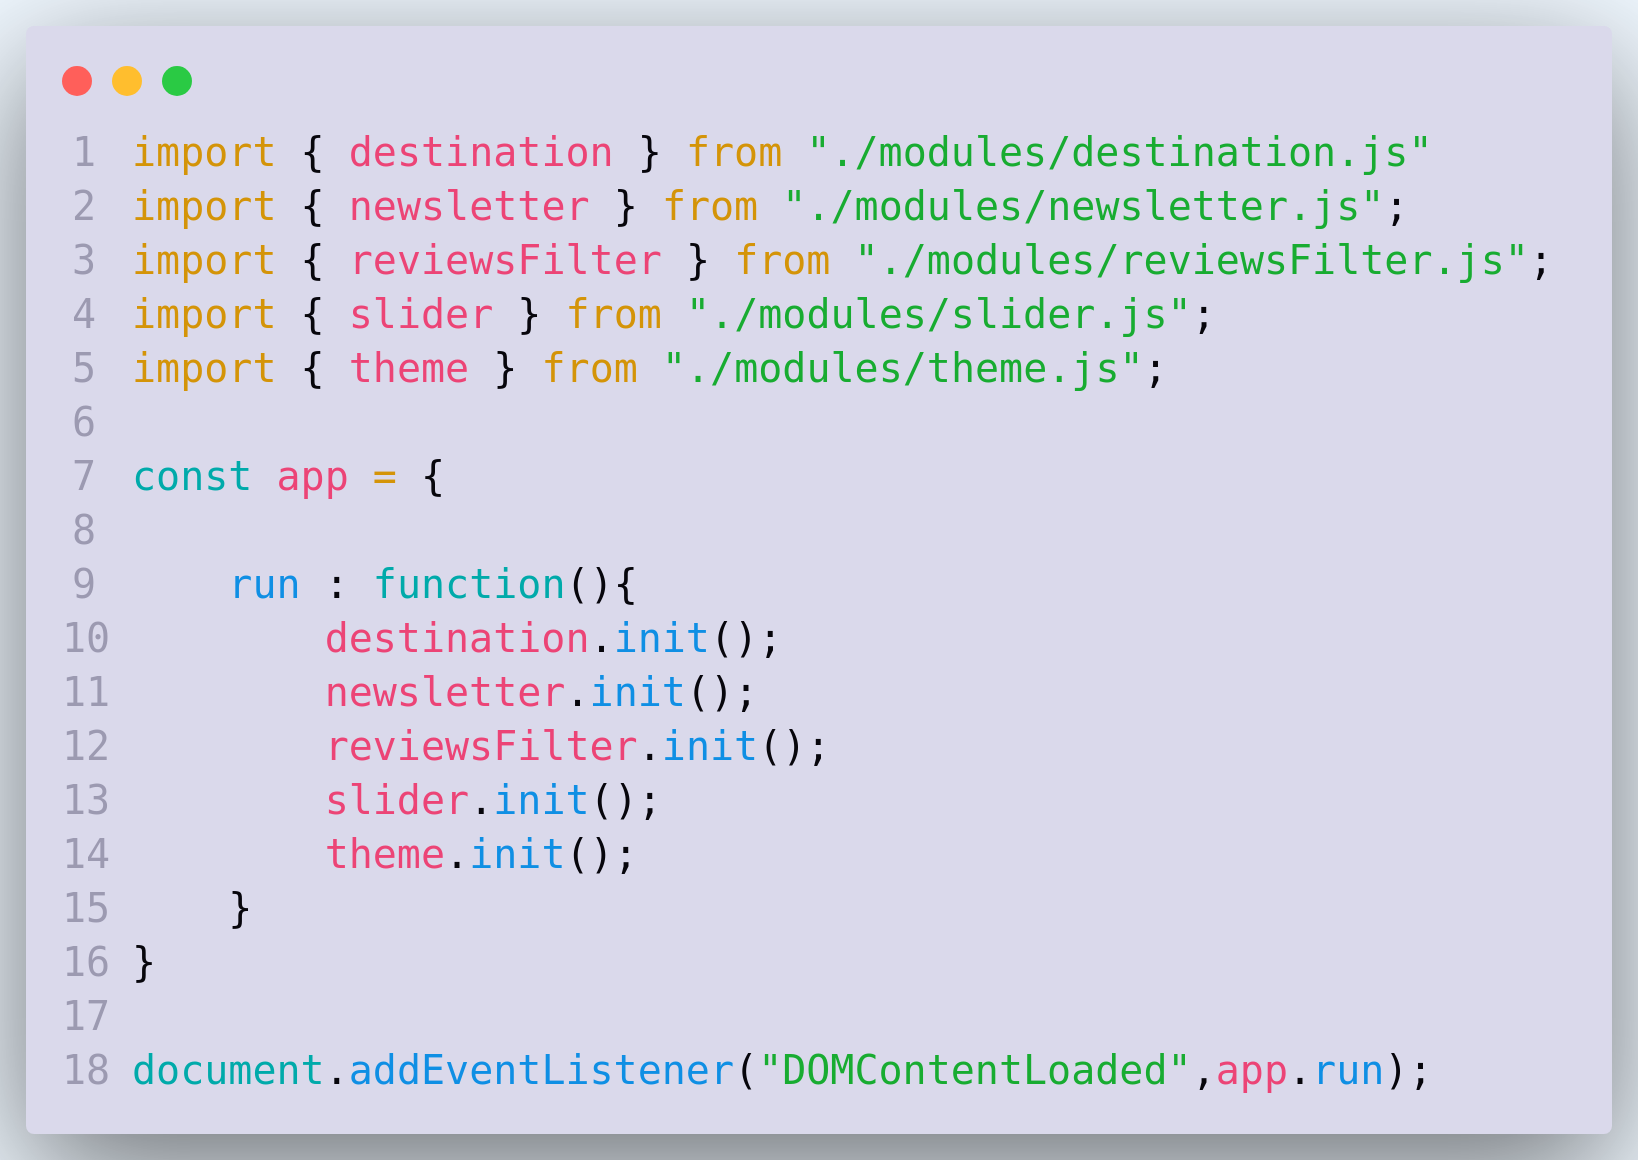 1 import { destination } from "./modules/destination.js"
2 import { newsletter } from "./modules/newsletter.js";
3 import { reviewsFilter } from "./modules/reviewsFilter.js";
4 import { slider } from "./modules/slider.js";
5 import { theme } from "./modules/theme.js";
6
7 const app = {
8
9     run : function(){
10         destination.init();
11         newsletter.init();
12         reviewsFilter.init();
13         slider.init();
14         theme.init();
15     }
16 }
17
18 document.addEventListener("DOMContentLoaded",app.run);